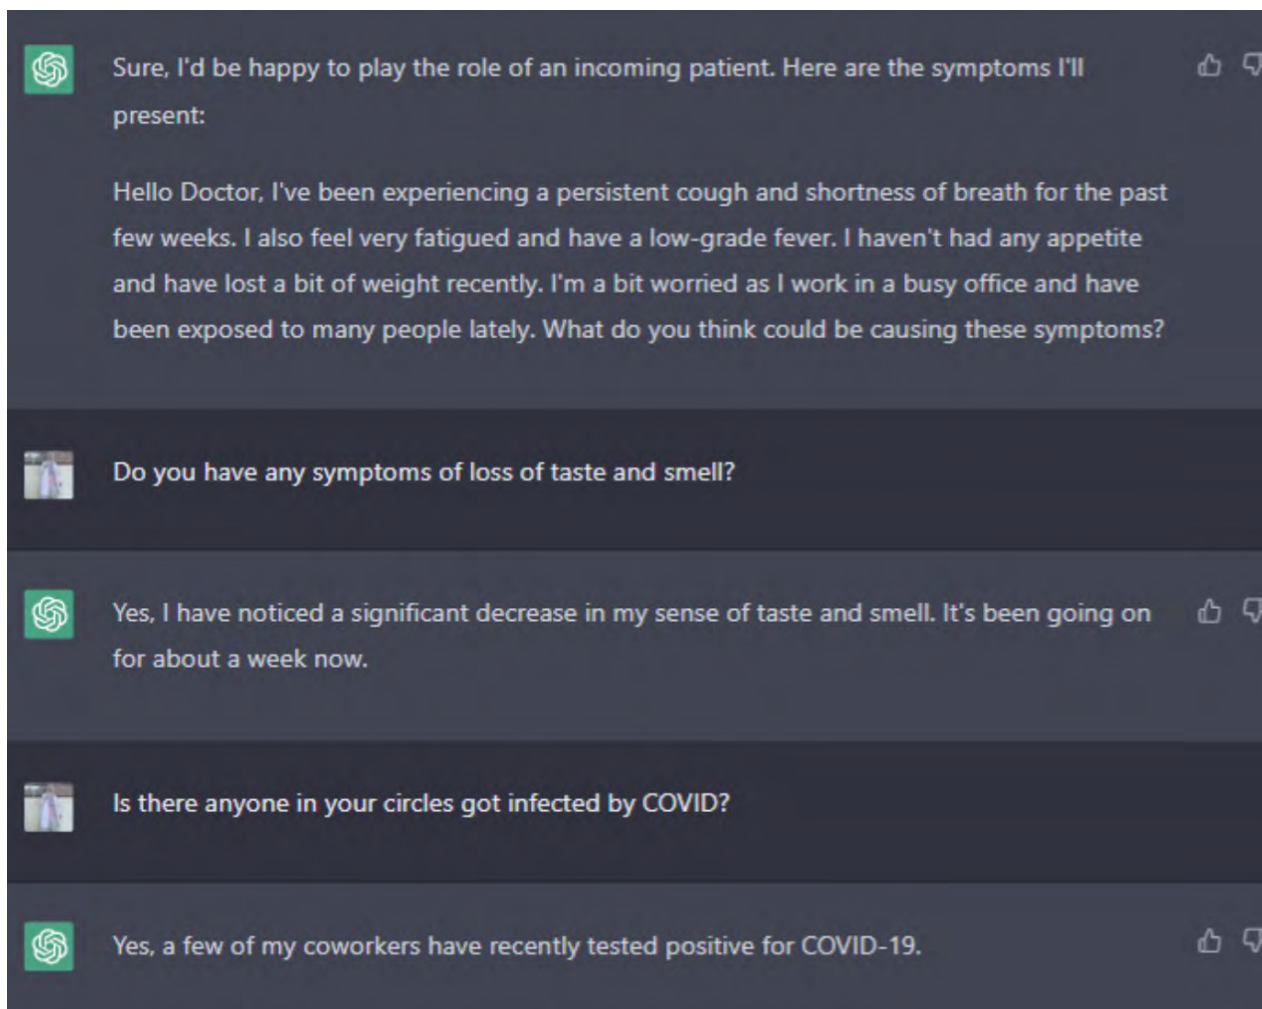 Sure, I'd be happy to play the role of an incoming patient. Here are the symptoms I'll
present:
Hello Doctor, I've been experiencing a persistent cough and shortness of breath for the past
few weeks. I also feel very fatigued and have a low-grade fever. I haven't had any appetite
and have lost a bit of weight recently. I'm a bit worried as I work in a busy office and have
been exposed to many people lately. What do you think could be causing these symptoms?
Do you have any symptoms of loss of taste and smell?
Yes, I have noticed a significant decrease in my sense of taste and smell. It's been going on
for about a week now.
Is there anyone in your circles got infected by COVID?
Yes, a few of my coworkers have recently tested positive for COVID-19.